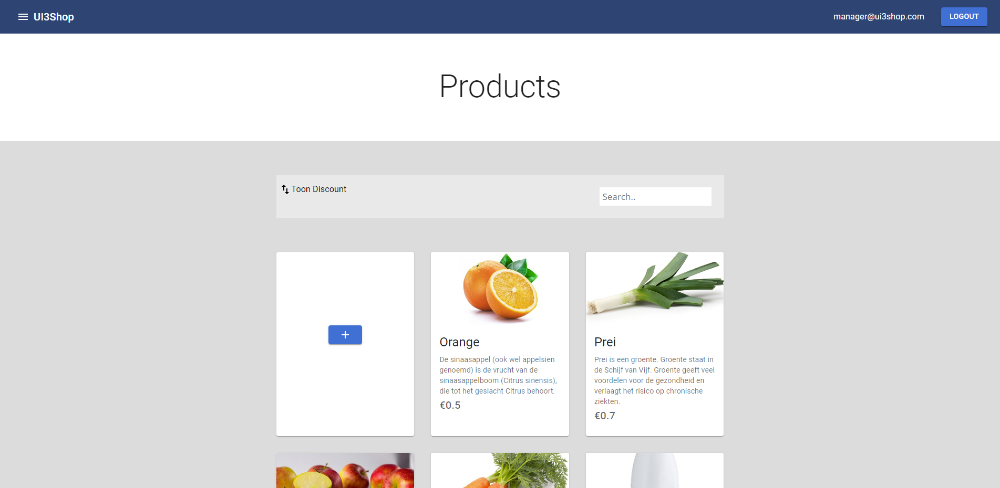 UI3Shop
manager@ui3shop.com
LOGOUT
Products
Toon Discount
Search..
Orange
De sinaasappel (ook wel appelsien
genoemd) is de vrucht van de
sinaasappelboom (Citrus sinensis),
die tot het geslacht Citrus behoort.
€0.5
Prei
Prei is een groente. Groente staat in
de Schijf van Vijf. Groente geeft veel
voordelen voor de gezondheid en
verlaagt het risico op chronische
ziekten.
€0.7